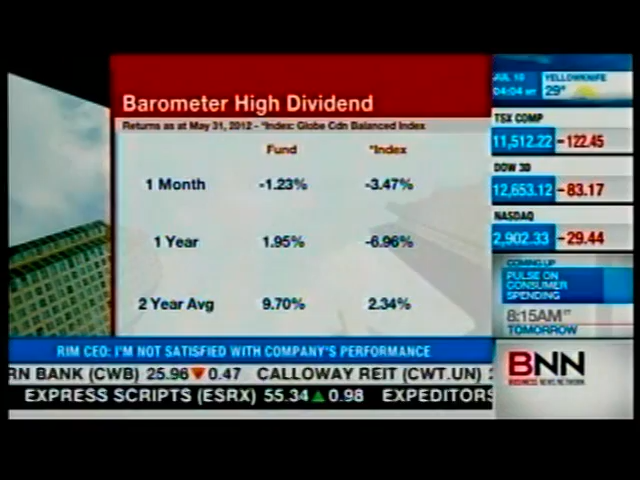 Barometer High Dividend
Returns as at May 31, 2012 - *Index: Globe Cdn Balanced Index
Fund *Index
1 Month -1.23% -3.47%
1 Year 1.95% -6.96%
2 Year Avg 9.70% 2.34%
JUL 10
04:04 MT
YELLOWKNIFE
29°
TSX COMP
11,512.22 -122.45
DOW 30
12,653.12 -83.17
NASDAQ
2,902.33 -29.44
COMING UP
PULSE ON
CONSUMER
SPENDING
8:15AM ET
TOMORROW
RIM CEO: I'M NOT SATISFIED WITH COMPANY'S PERFORMANCE
RN BANK (CWB) 25.96 ▼ 0.47 CALLOWAY REIT (CWT.UN)
EXPRESS SCRIPTS (ESRX) 55.34 ▲ 0.98 EXPEDITORS
BNN
BUSINESS NEWS NETWORK